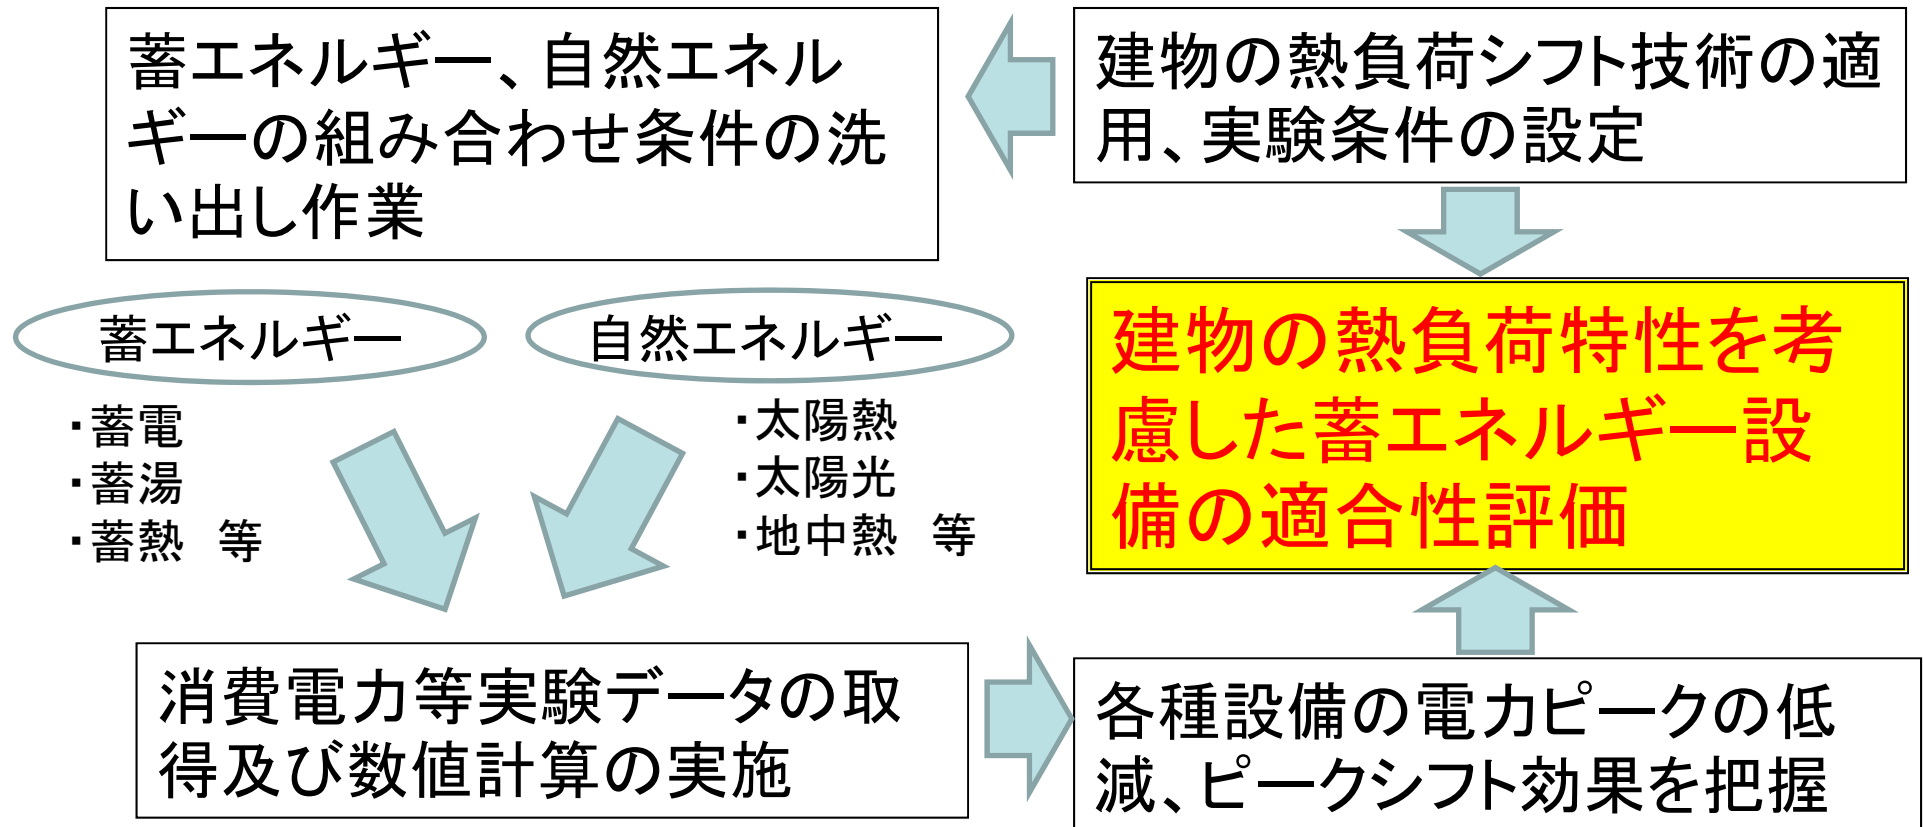 蓄エネルギー、自然エネル
ギーの組み合わせ条件の洗
い出し作業
建物の熱負荷シフト技術の適
用、実験条件の設定
蓄エネルギー
・蓄電
・蓄湯
・蓄熱　等
自然エネルギー
・太陽熱
・太陽光
・地中熱　等
建物の熱負荷特性を考
慮した蓄エネルギー設
備の適合性評価
消費電力等実験データの取
得及び数値計算の実施
各種設備の電力ピークの低
減、ピークシフト効果を把握